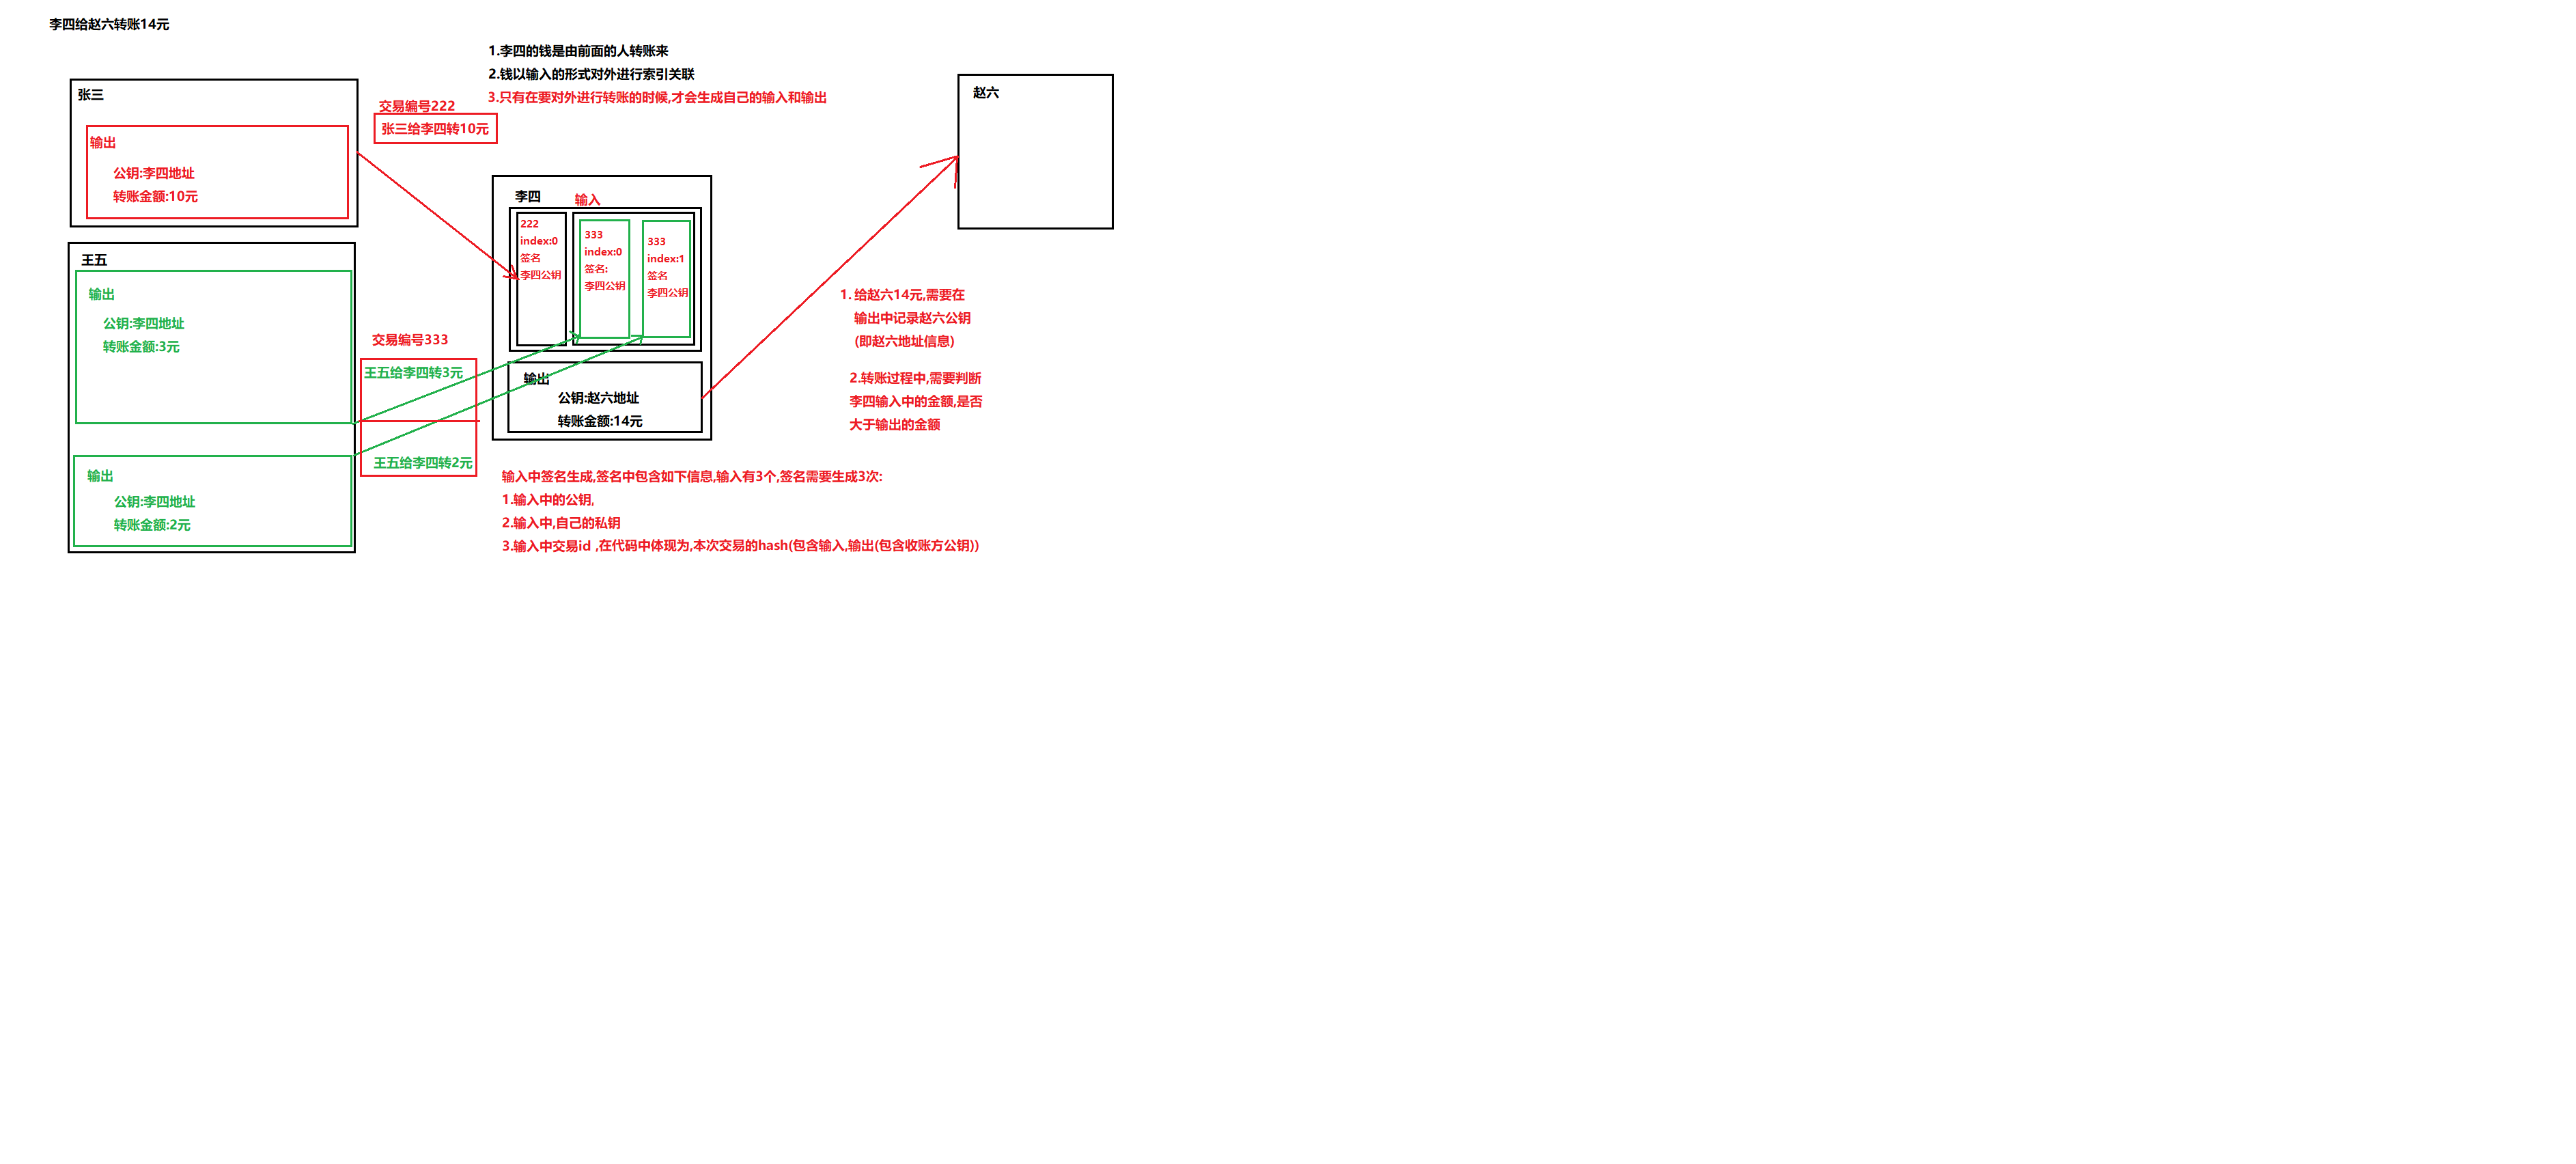 李四给赵六转账14元
1.李四的钱是由前面的人转账来
2.钱以输入的形式对外进行索引关联
3.只有在要对外进行转账的时候,才会生成自己的输入和输出
张三
输出
公钥:李四地址
转账金额:10元
交易编号222
张三给李四转10元
王五
输出
公钥:李四地址
转账金额:3元
输出
公钥:李四地址
转账金额:2元
交易编号333
王五给李四转3元
王五给李四转2元
李四
输入
222
index:0
签名
李四公钥
333
index:0
签名:
李四公钥
333
index:1
签名
李四公钥
输出
公钥:赵六地址
转账金额:14元
赵六
1. 给赵六14元,需要在
输出中记录赵六公钥
(即赵六地址信息)
2.转账过程中,需要判断
李四输入中的金额,是否
大于输出的金额
输入中签名生成,签名中包含如下信息,输入有3个,签名需要生成3次:
1.输入中的公钥,
2.输入中,自己的私钥
3.输入中交易id ,在代码中体现为,本次交易的hash(包含输入,输出(包含收账方公钥))